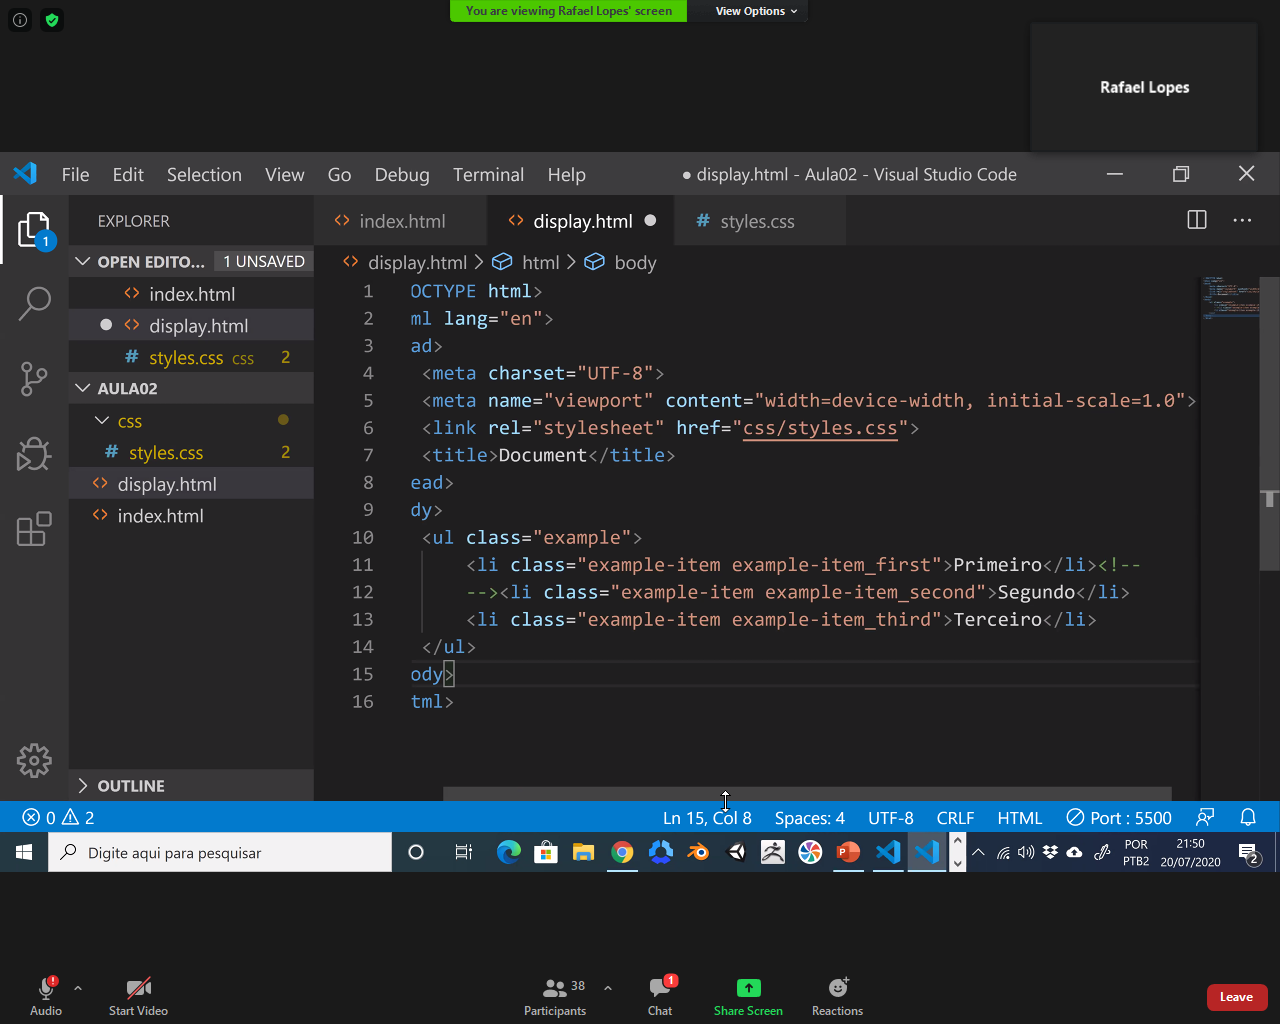 You are viewing Rafael Lopes' screen
View Options
Rafael Lopes
File Edit Selection View Go Debug Terminal Help
● display.html - Aula02 - Visual Studio Code
EXPLORER
index.html
display.html
styles.css
OPEN EDITO... 1 UNSAVED
index.html
display.html
styles.css css 2
AULA02
css
styles.css 2
display.html
index.html
OUTLINE
display.html > html > body
1 OCTYPE html>
2 ml lang="en">
3 ad>
4 <meta charset="UTF-8">
5 <meta name="viewport" content="width=device-width, initial-scale=1.0">
6 <link rel="stylesheet" href="css/styles.css">
7 <title>Document</title>
8 ead>
9 dy>
10 <ul class="example">
11 <li class="example-item example-item_first">Primeiro</li><!--
12 --><li class="example-item example-item_second">Segundo</li>
13 <li class="example-item example-item_third">Terceiro</li>
14 </ul>
15 ody>
16 tml>
1
0 2
Ln 15, Col 8 Spaces: 4 UTF-8 CRLF HTML Port : 5500
Digite aqui para pesquisar
POR
PTB2
21:50
20/07/2020
2
Audio
Start Video
38
Participants
1
Chat
Share Screen
Reactions
Leave